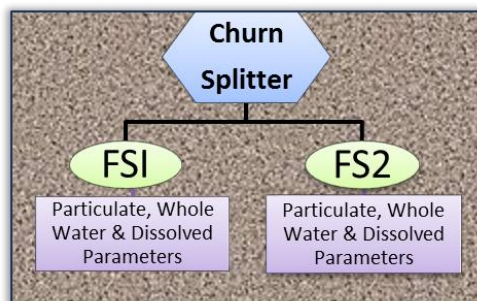 Churn
Splitter
FSI
FS2
Particulate, Whole
Water & Dissolved
Parameters
Particulate, Whole
Water & Dissolved
Parameters